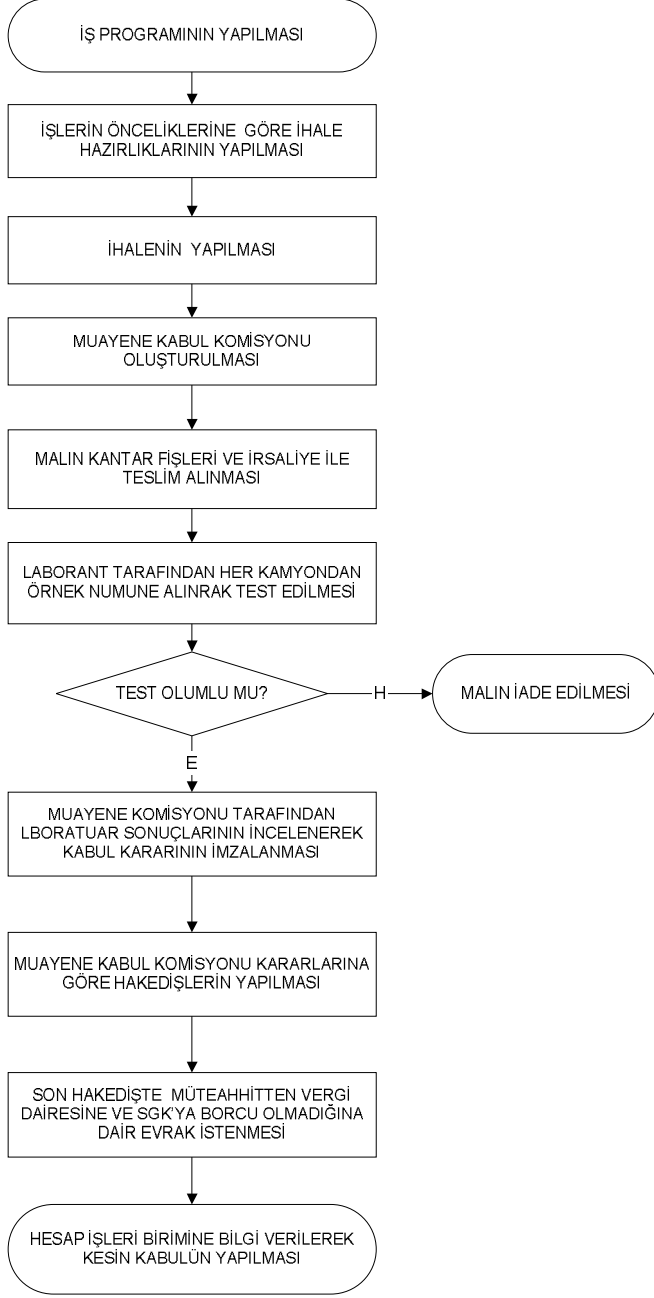 İŞ PROGRAMININ YAPILMASI
İŞLERİN ÖNCELİKLERİNE GÖRE İHALE
HAZIRLIKLARININ YAPILMASI
İHALENİN YAPILMASI
MUAYENE KABUL KOMİSYONU
OLUŞTURULMASI
MALIN KANTAR FİŞLERİ VE İRSALİYE İLE
TESLİM ALINMASI
LABORANT TARAFINDAN HER KAMYONDAN
ÖRNEK NUMUNE ALINRAK TEST EDİLMESİ
TEST OLUMLU MU?
H
MALIN İADE EDİLMESİ
E
MUAYENE KOMİSYONU TARAFINDAN
LBORATUAR SONUÇLARININ İNCELENEREK
KABUL KARARININ İMZALANMASI
MUAYENE KABUL KOMİSYONU KARARLARINA
GÖRE HAKEDİŞLERİN YAPILMASI
SON HAKEDİŞTE MÜTEAHHİTTEN VERGİ
DAİRESİNE VE SGK'YA BORCU OLMADIĞINA
DAİR EVRAK İSTENMESİ
HESAP İŞLERİ BİRİMİNE BİLGİ VERİLEREK
KESİN KABULÜN YAPILMASI